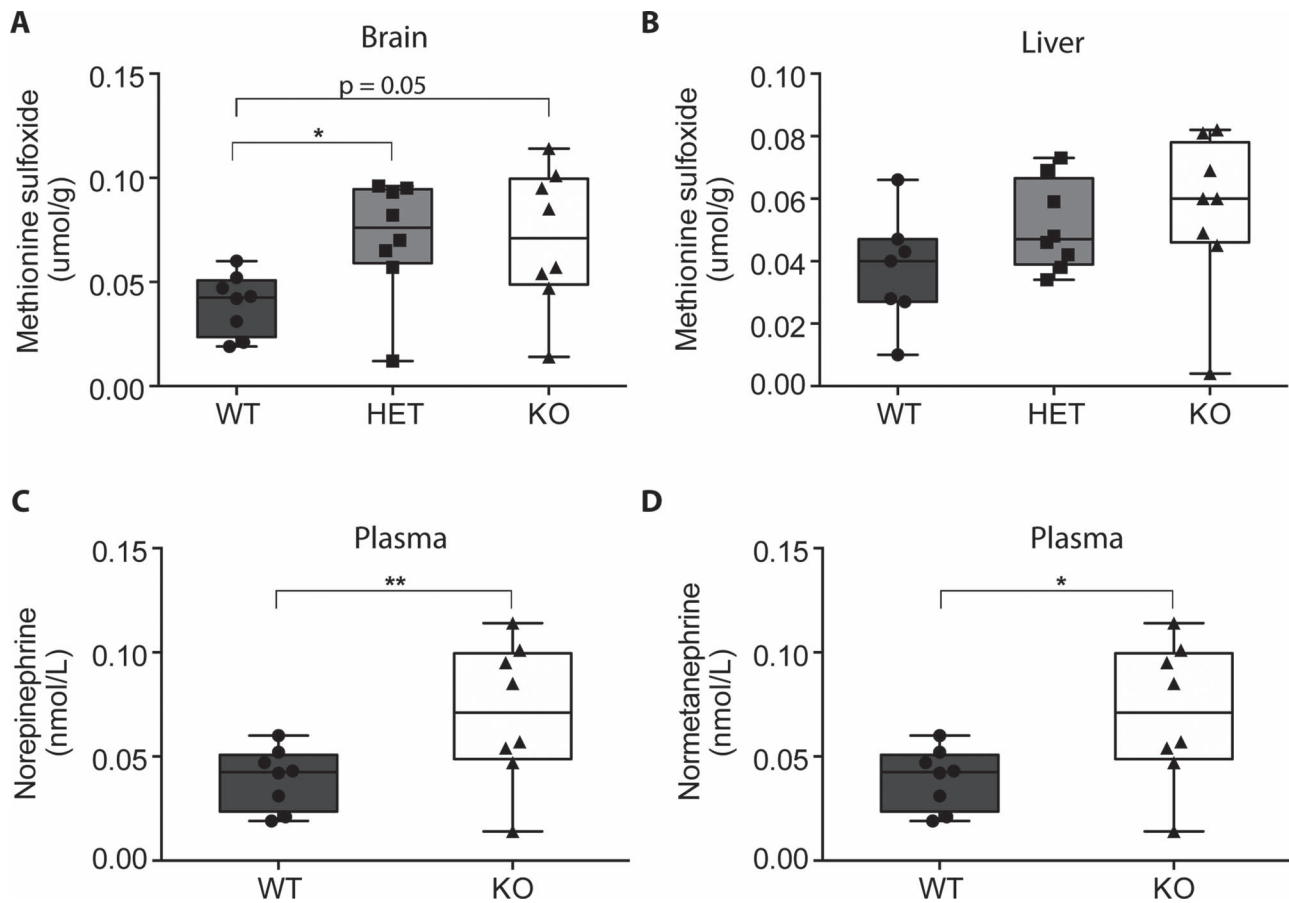 A
Brain
Methionine sulfoxide
(umol/g)
0.15
0.10
0.05
0.00
p = 0.05
*
WT
HET
KO
B
Liver
Methionine sulfoxide
(umol/g)
0.10
0.08
0.06
0.04
0.02
0.00
WT
HET
KO
C
Plasma
Norepinephrine
(nmol/L)
0.15
0.10
0.05
0.00
**
WT
KO
D
Plasma
Normetanephrine
(nmol/L)
0.15
0.10
0.05
0.00
*
WT
KO